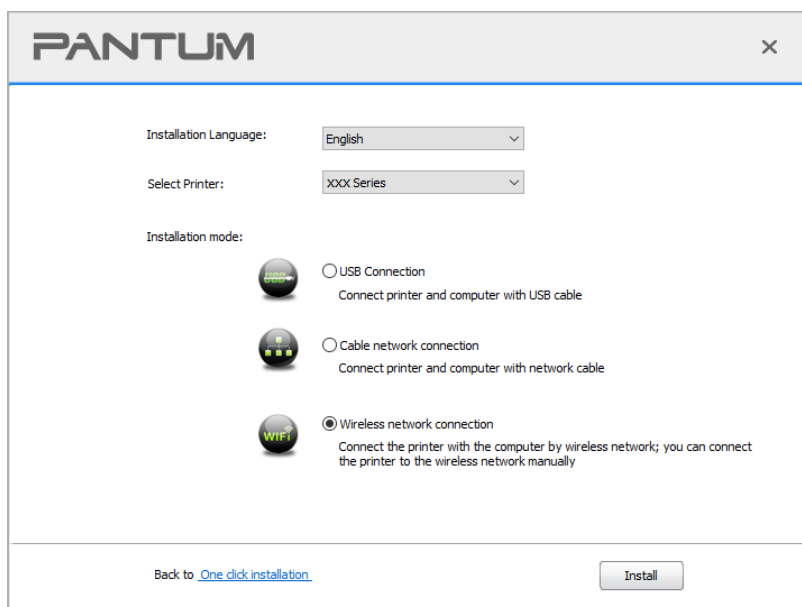 PANTUM
Installation Language:
English
Select Printer:
XXX Series
Installation mode:
USB
USB Connection
Connect printer and computer with USB cable
Cable network connection
Connect printer and computer with network cable
WiFi
Wireless network connection
Connect the printer with the computer by wireless network; you can connect
the printer to the wireless network manually
Back to One click installation
Install